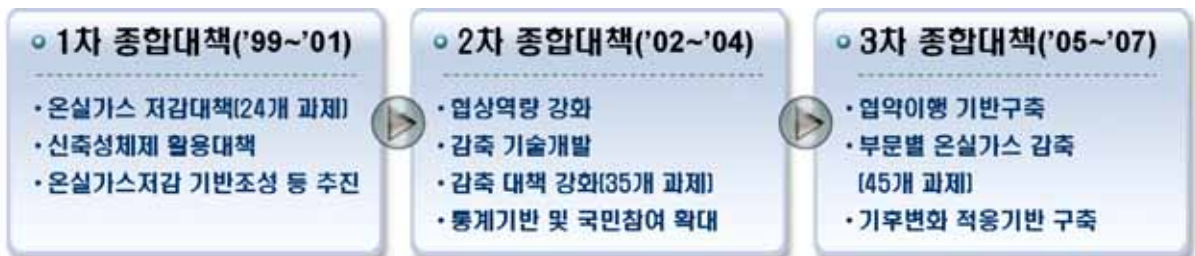 1차 종합대책('99~'01)
· 온실가스 저감대책(24개 과제)
· 신축성체제 활용대책
· 온실가스저감 기반조성 등 추진
2차 종합대책('02~'04)
· 협상역량 강화
· 감축 기술개발
· 감축 대책 강화(35개 과제)
· 통계기반 및 국민참여 확대
3차 종합대책('05~'07)
· 협약이행 기반구축
· 부문별 온실가스 감축
(45개 과제)
· 기후변화 적응기반 구축